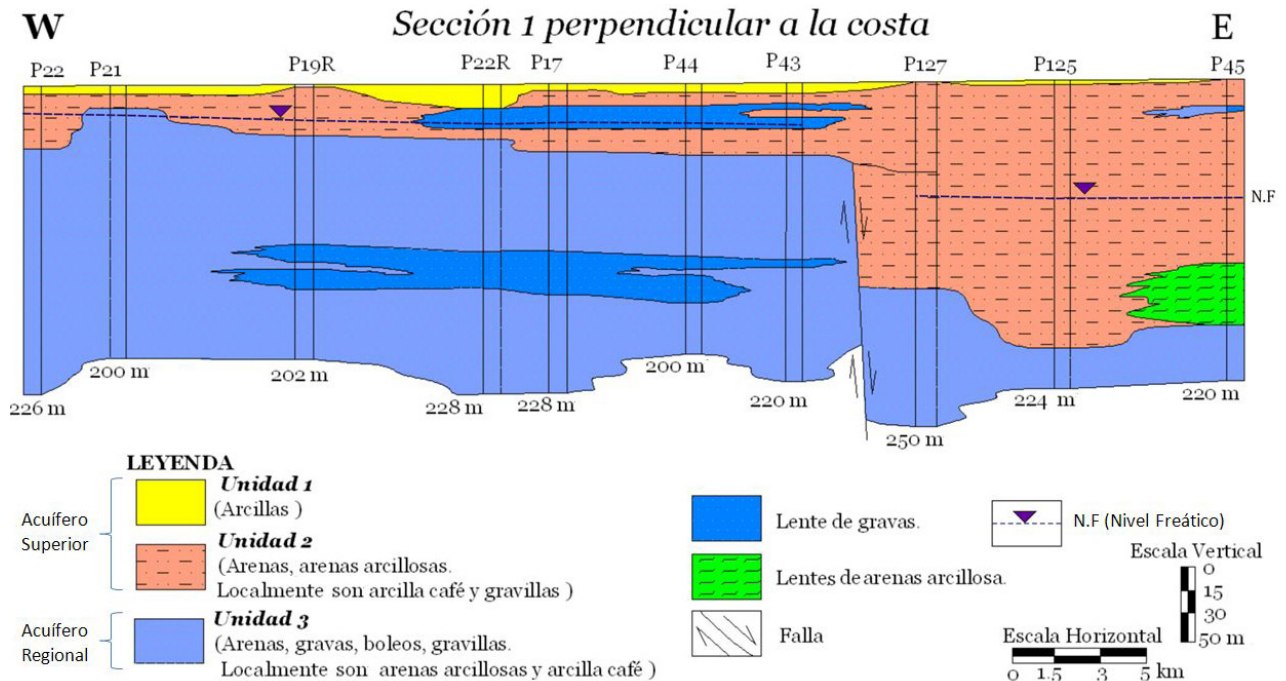 W
Sección 1 perpendicular a la costa
E
P22
P21
P19R
P22R
P17
P44
P43
P127
P125
P45
N.F
226 m
200 m
202 m
228 m
228 m
200 m
220 m
250 m
224 m
220 m
LEYENDA
Acuífero
Superior
Unidad 1
(Arcillas )
Unidad 2
(Arenas, arenas arcillosas.
Localmente son arcilla café y gravillas )
Acuífero
Regional
Unidad 3
(Arenas, gravas, boleos, gravillas.
Localmente son arenas arcillosas y arcilla café )
Lente de gravas.
Lentes de arenas arcillosa.
Falla
N.F (Nivel Freático)
Escala Vertical
0
15
30
50 m
Escala Horizontal
0 1.5 3 5 km